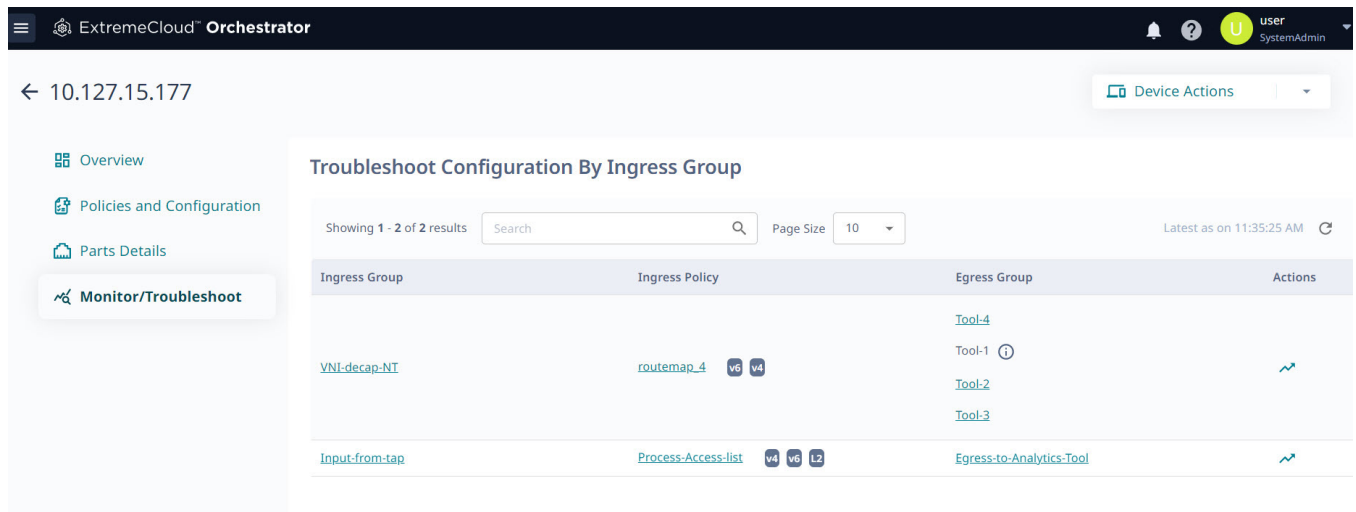 ExtremeCloud™ Orchestrator
U
user
SystemAdmin
10.127.15.177
Device Actions
Overview
Policies and Configuration
Parts Details
Monitor/Troubleshoot
Troubleshoot Configuration By Ingress Group
Showing 1 - 2 of 2 results
Search
Page Size
10
Latest as on 11:35:25 AM
Ingress Group Ingress Policy Egress Group Actions
VNI-decap-NT routemap_4 v6 v4
Tool-4
Tool-1
Tool-2
Tool-3
Input-from-tap Process-Access-list v4 v6 L2 Egress-to-Analytics-Tool